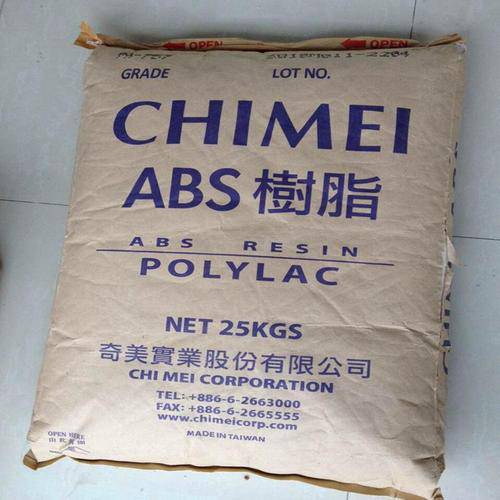 OPEN
OPEN
GRADE
LOT NO.
CHIMEI
ABS 樹脂
ABS RESIN
POLYLAC
NET 25KGS
奇美實業股份有限公司
CHI MEI CORPORATION
TEL: +886-6-2663000
FAX: +886-6-2665555
www.chimeicorp.com
MADE IN TAIWAN
OPEN HERE